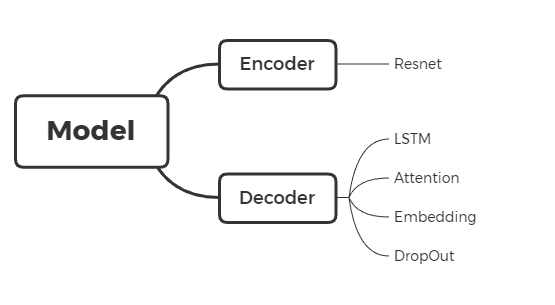 Model
Encoder
Resnet
Decoder
LSTM
Attention
Embedding
DropOut